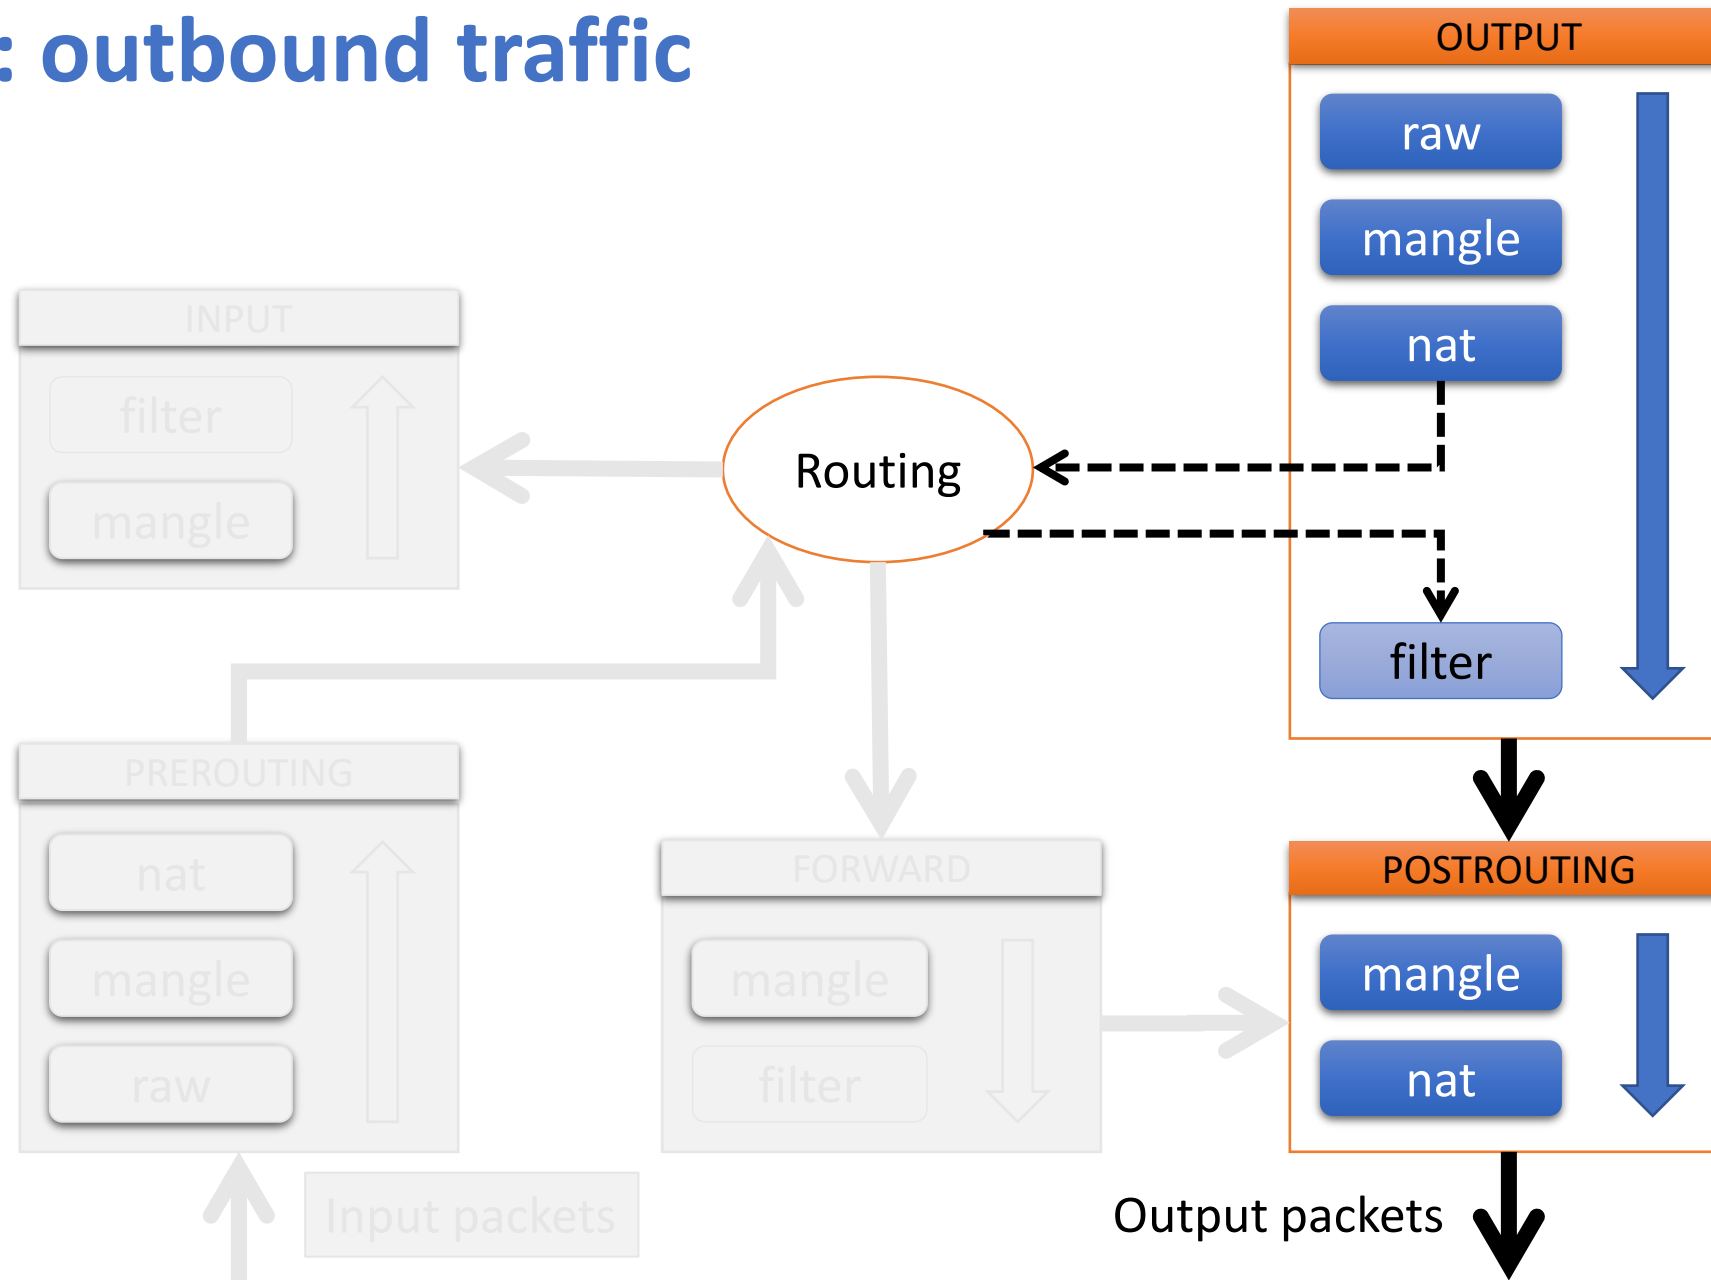 : outbound traffic
OUTPUT
raw
mangle
nat
INPUT
filter
mangle
Routing
filter
PREROUTING
nat
mangle
raw
FORWARD
mangle
filter
POSTROUTING
mangle
nat
Input packets
Output packets